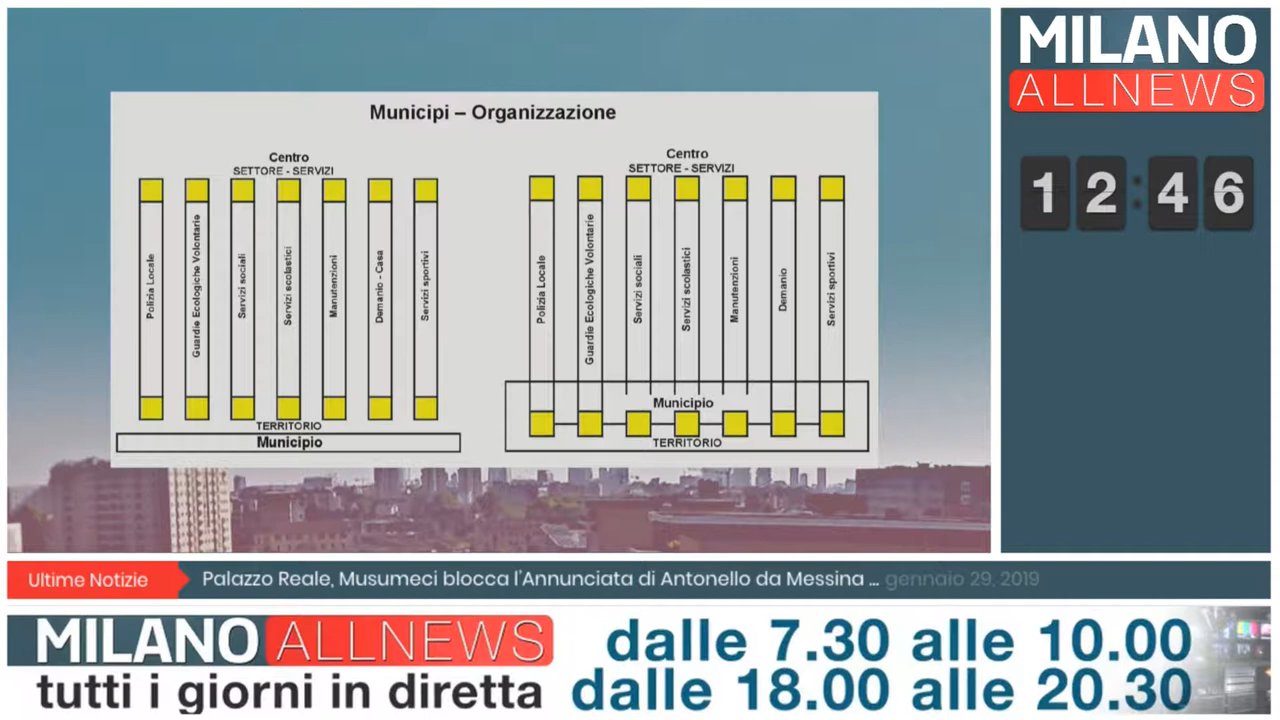 Municipi – Organizzazione
Centro
SETTORE - SERVIZI
Polizia Locale
Guardie Ecologiche Volontarie
Servizi sociali
Servizi scolastici
Manutenzioni
Demanio - Casa
Servizi sportivi
TERRITORIO
Municipio
Centro
SETTORE - SERVIZI
Polizia Locale
Guardie Ecologiche Volontarie
Servizi sociali
Servizi scolastici
Manutenzioni
Demanio
Servizi sportivi
Municipio
TERRITORIO
MILANO
ALLNEWS
12:46
Ultime Notizie
Palazzo Reale, Musumeci blocca l'Annunciata di Antonello da Messina ... gennaio 29, 2019
MILANO ALLNEWS
tutti i giorni in diretta
dalle 7.30 alle 10.00
dalle 18.00 alle 20.30